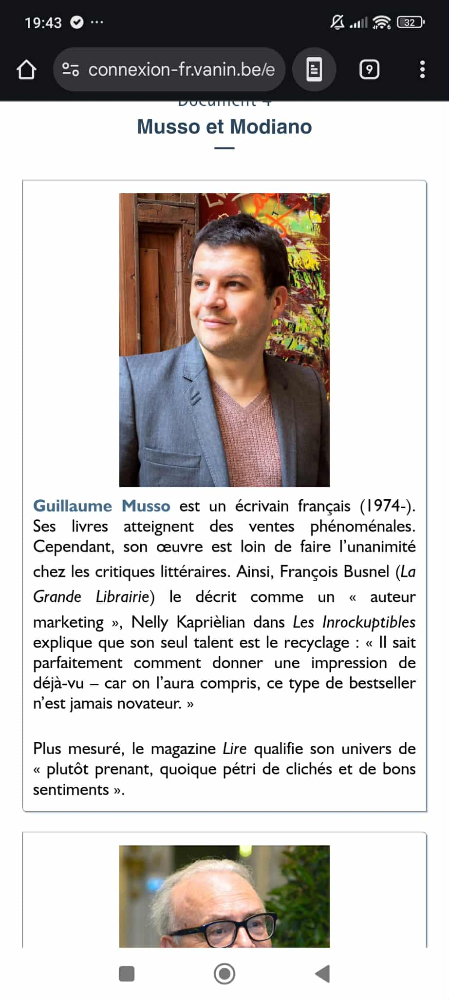 19:43
6
32
connexion-fr.vanin.be/e
9
Document 4
Musso et Modiano
Guillaume Musso est un écrivain français (1974-).
Ses livres atteignent des ventes phénoménales.
Cependant, son œuvre est loin de faire l’unanimité
chez les critiques littéraires. Ainsi, François Busnel (La
Grande Librairie) le décrit comme un « auteur
marketing », Nelly Kaprièlian dans Les Inrockuptibles
explique que son seul talent est le recyclage : « Il sait
parfaitement comment donner une impression de
déjà-vu – car on l’aura compris, ce type de bestseller
n’est jamais novateur. »
Plus mesuré, le magazine Lire qualifie son univers de
« plutôt prenant, quoique pétri de clichés et de bons
sentiments ».